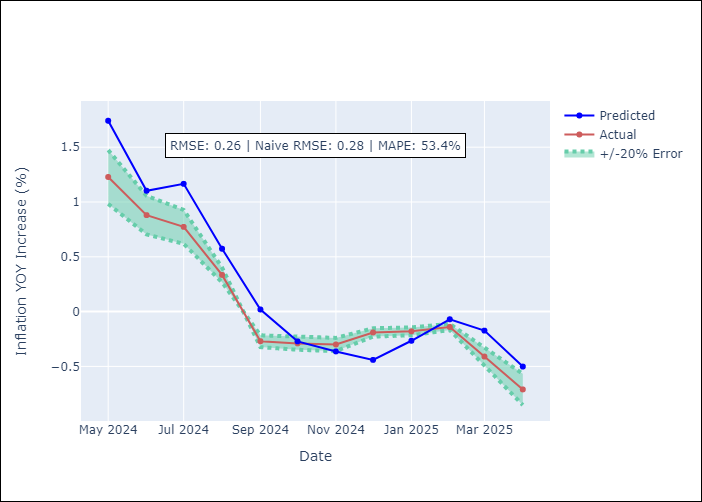 Predicted
Actual
+/-20% Error
RMSE: 0.26 | Naive RMSE: 0.28 | MAPE: 53.4%
Inflation YOY Increase (%)
1.5
1
0.5
0
−0.5
May 2024
Jul 2024
Sep 2024
Nov 2024
Jan 2025
Mar 2025
Date